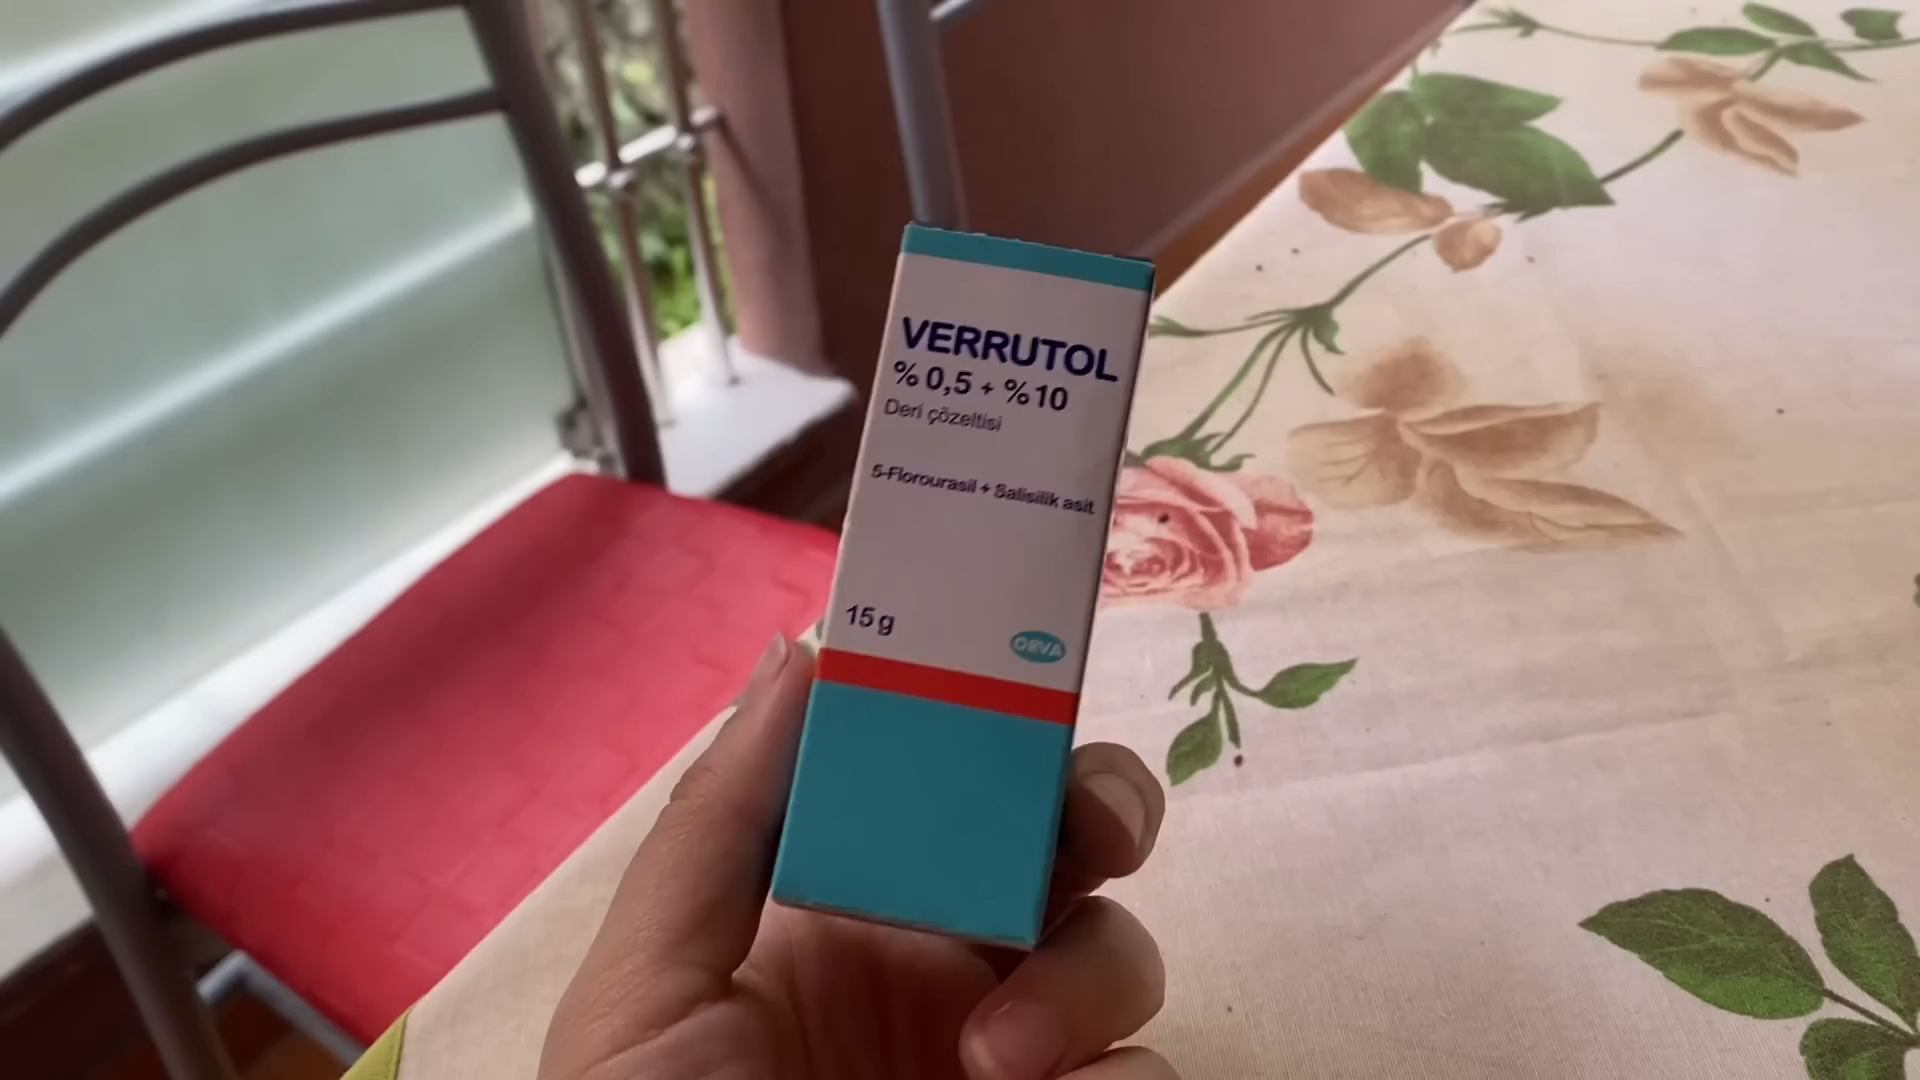 VERRUTOL
% 0,5 + %10
Deri çözeltisi
5-Florourasil + Salisilik asit
15 g
ORVA